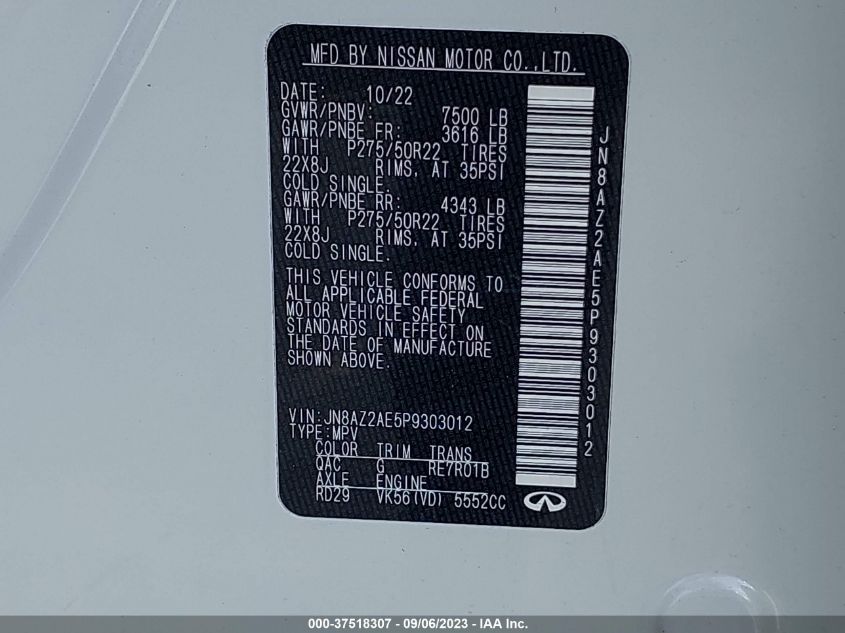 MFD BY NISSAN MOTOR CO.,LTD.
DATE: 10/22
GVWR/PNBV: 7500 LB
GAWR/PNBE FR: 3616 LB
WITH P275/50R22 TIRES
22X8J RIMS. AT 35PSI
COLD SINGLE.
GAWR/PNBE RR: 4343 LB
WITH P275/50R22 TIRES
22X8J RIMS. AT 35PSI
COLD SINGLE.
THIS VEHICLE CONFORMS TO
ALL APPLICABLE FEDERAL
MOTOR VEHICLE SAFETY
STANDARDS IN EFFECT ON
THE DATE OF MANUFACTURE
SHOWN ABOVE.
VIN:JN8AZ2AE5P9303012
TYPE:MPV
COLOR TRIM TRANS
QAC G RE7R01B
AXLE ENGINE
RD29 VK56(VD) 5552CC
JN8AZ2AE5P9303012
000-37518307 - 09/06/2023 - IAA Inc.